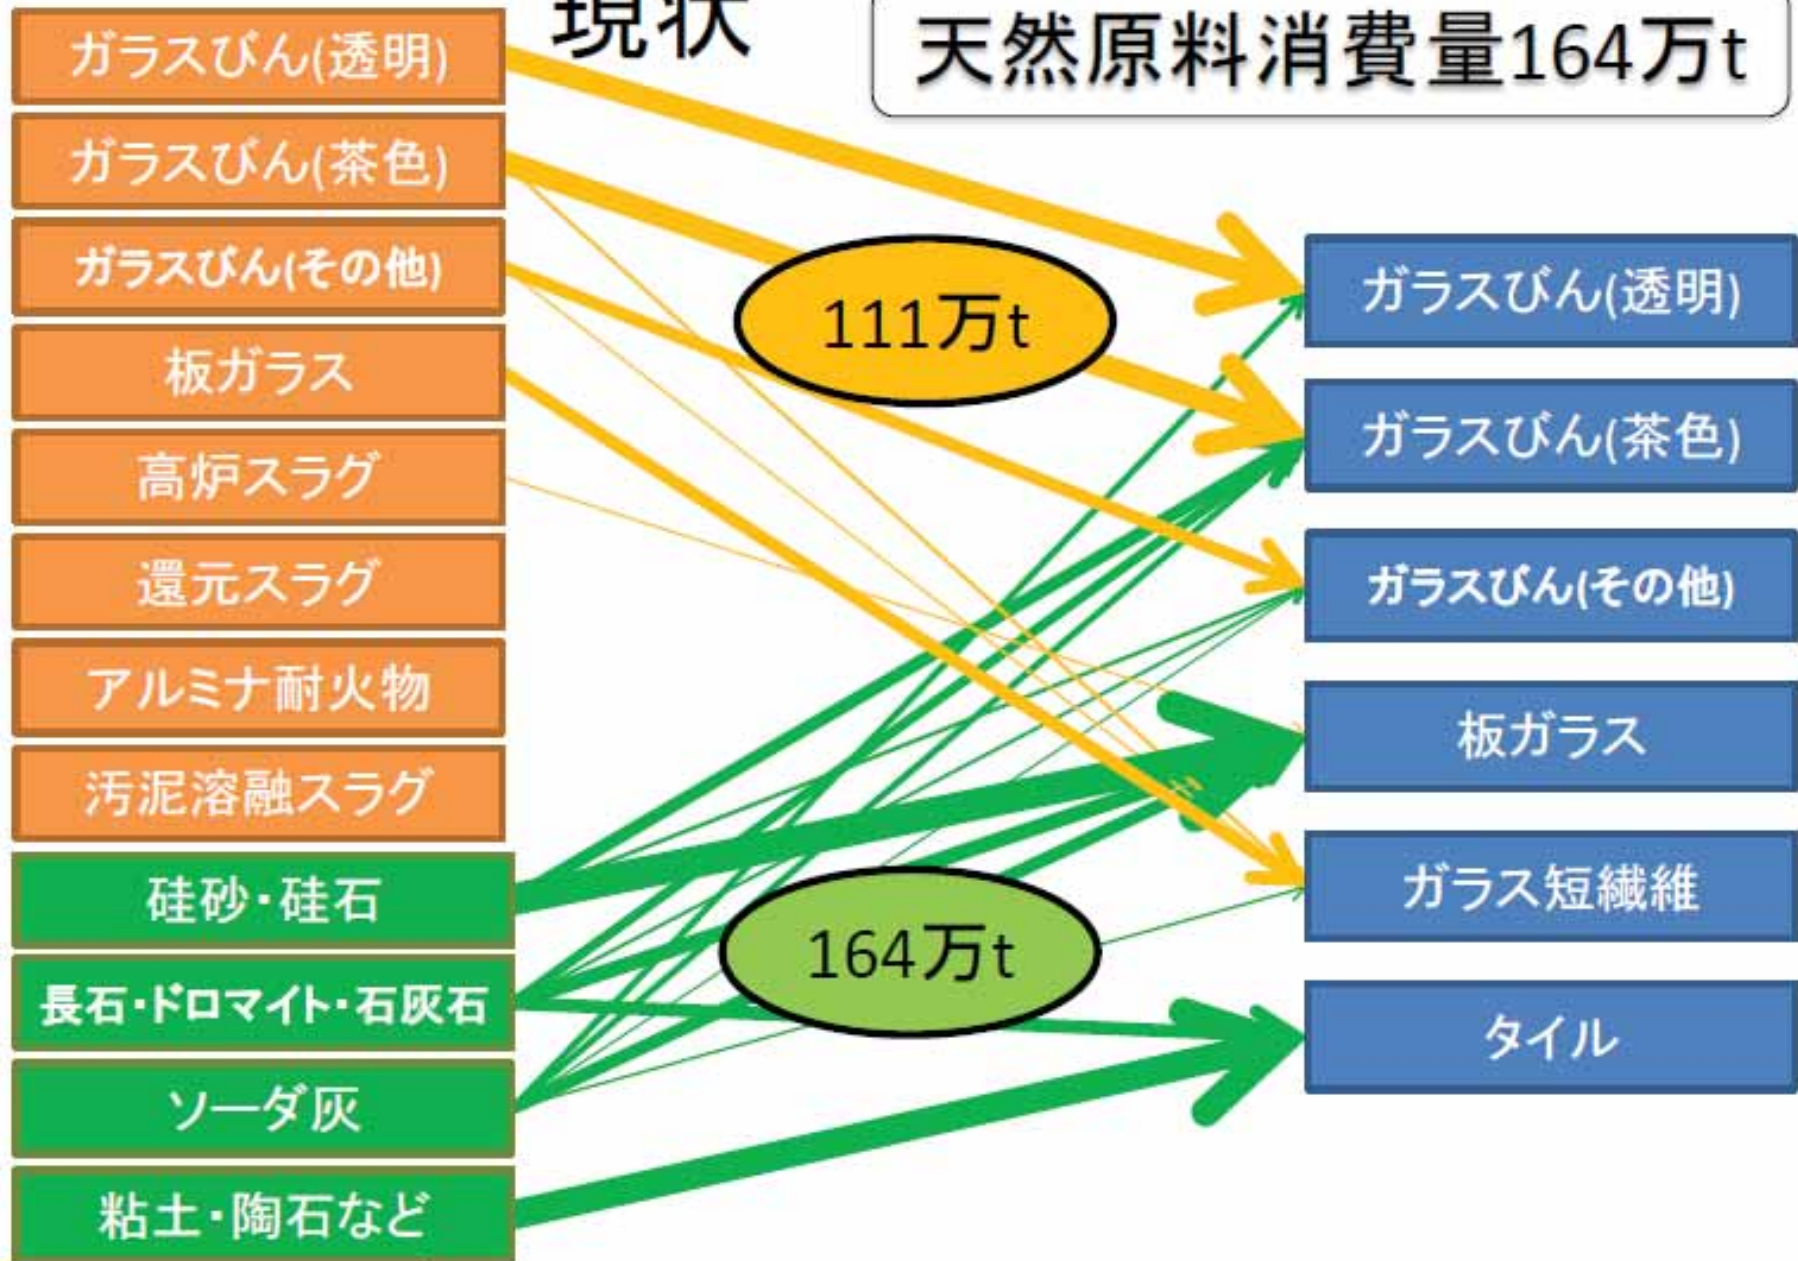 現状
天然原料消費量164万t
ガラスびん(透明)
ガラスびん(茶色)
ガラスびん(その他)
板ガラス
高炉スラグ
還元スラグ
アルミナ耐火物
汚泥溶融スラグ
硅砂・硅石
長石・ドロマイト・石灰石
ソーダ灰
粘土・陶石など
111万t
164万t
ガラスびん(透明)
ガラスびん(茶色)
ガラスびん(その他)
板ガラス
ガラス短繊維
タイル